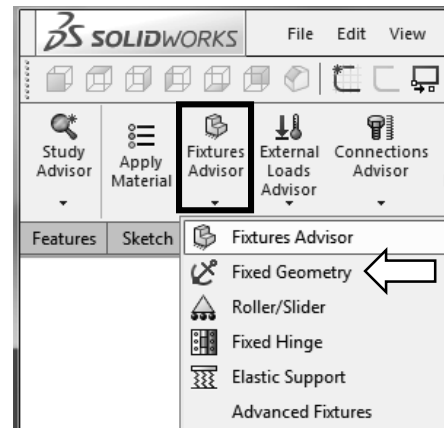 SOLIDWORKS File Edit View
Study Advisor
Apply Material
Fixtures Advisor
External Loads Advisor
Connections Advisor
Features Sketch
Fixtures Advisor
Fixed Geometry
Roller/Slider
Fixed Hinge
Elastic Support
Advanced Fixtures